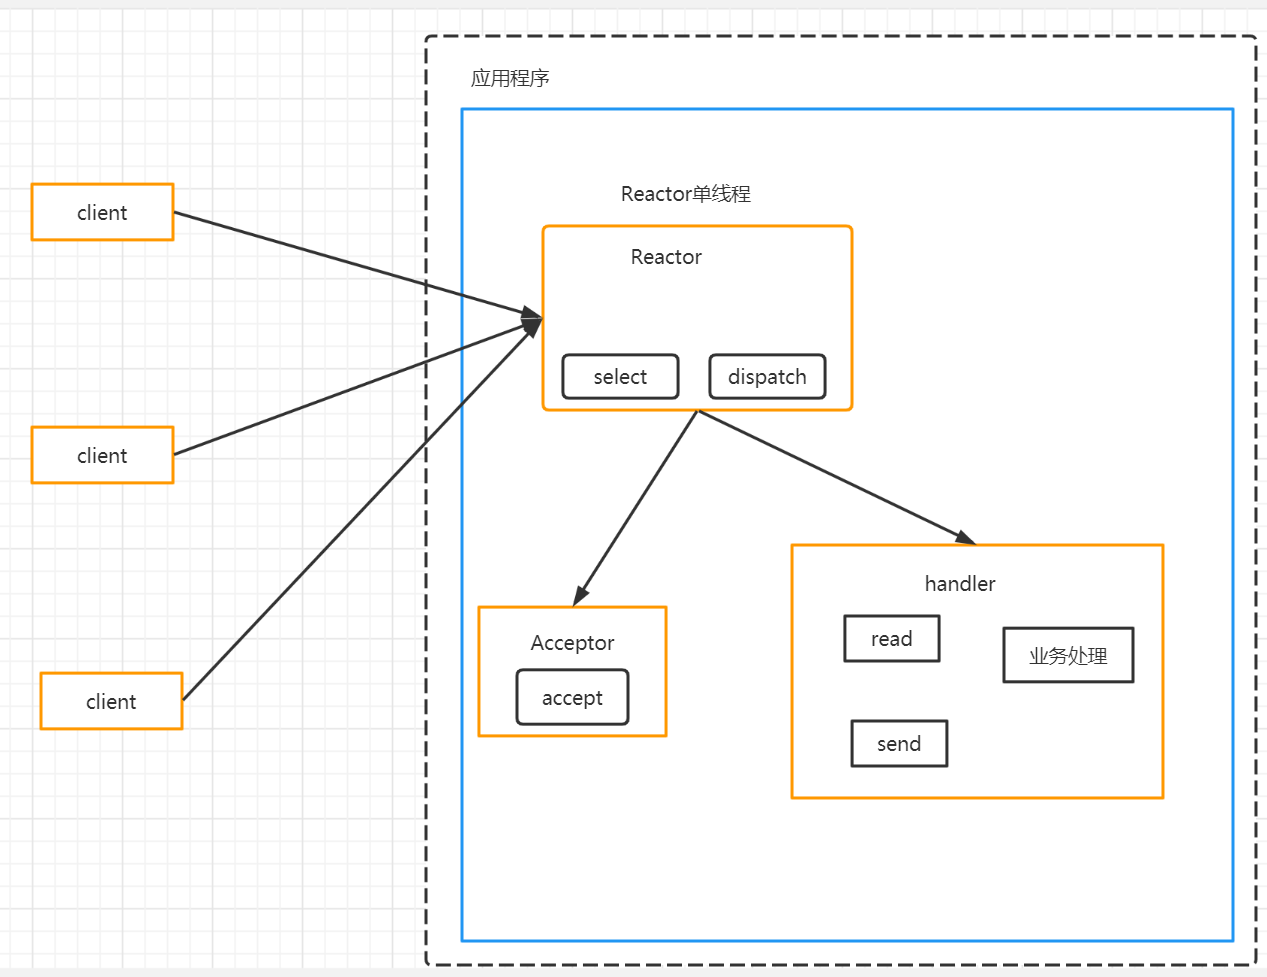 应用程序
Reactor单线程
client
Reactor
select
dispatch
client
handler
Acceptor
read
业务处理
accept
client
send